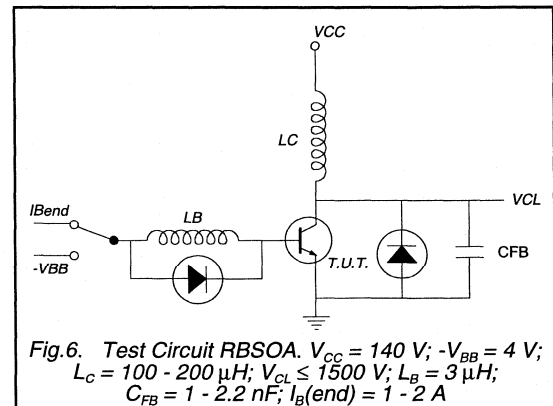 VCC
LC
VCL
IBend
LB
-VBB
T.U.T.
CFB
Fig.6. Test Circuit RBSOA. VCC = 140 V; -VBB = 4 V;
LC = 100 - 200 μH; VCL ≤ 1500 V; LB = 3 μH;
CFB = 1 - 2.2 nF; IB(end) = 1 - 2 A